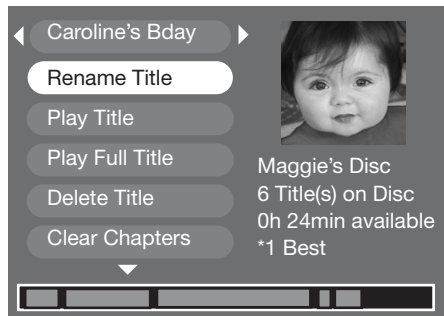 Caroline's Bday
Rename Title
Play Title
Play Full Title
Delete Title
Clear Chapters
Maggie's Disc
6 Title(s) on Disc
0h 24min available
*1 Best